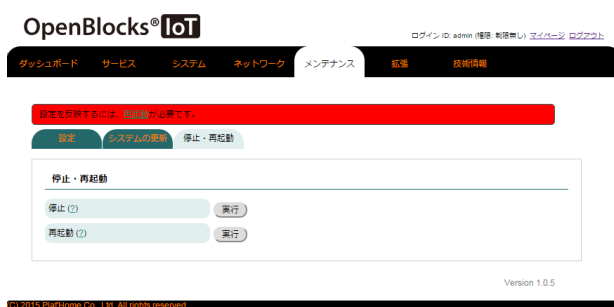 OpenBlocks® IoT
ログイン ID: admin (権限: 制限無し) マイページ ログアウト
ダッシュボード サービス システム ネットワーク メンテナンス 拡張 技術情報
設定を反映するには、再起動が必要です。
設定 システムの更新 停止・再起動
停止・再起動
停止 (?) 実行
再起動 (?) 実行
Version 1.0.5
(C) 2015 Plat'Home Co., Ltd. All rights reserved.